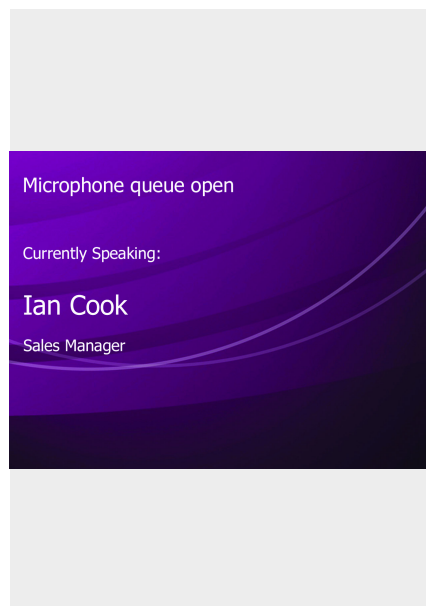 Microphone queue open
Currently Speaking:
Ian Cook
Sales Manager